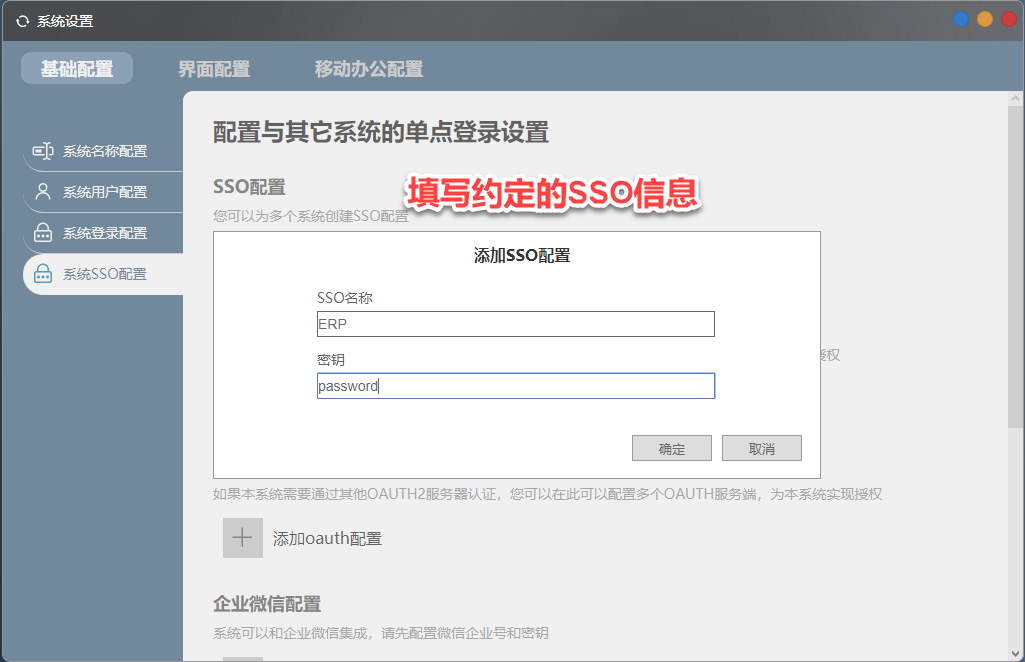 系统设置
基础配置
界面配置
移动办公配置
系统名称配置
系统用户配置
系统登录配置
系统SSO配置
配置与其它系统的单点登录设置
SSO配置
填写约定的SSO信息
您可以为多个系统创建SSO配置
添加SSO配置
SSO名称
ERP
密钥
password
确定
取消
授权
如果本系统需要通过其他OAUTH2服务器认证，您可以在此可以配置多个OAUTH服务端，为本系统实现授权
添加oauth配置
企业微信配置
系统可以和企业微信集成，请先配置微信企业号和密钥